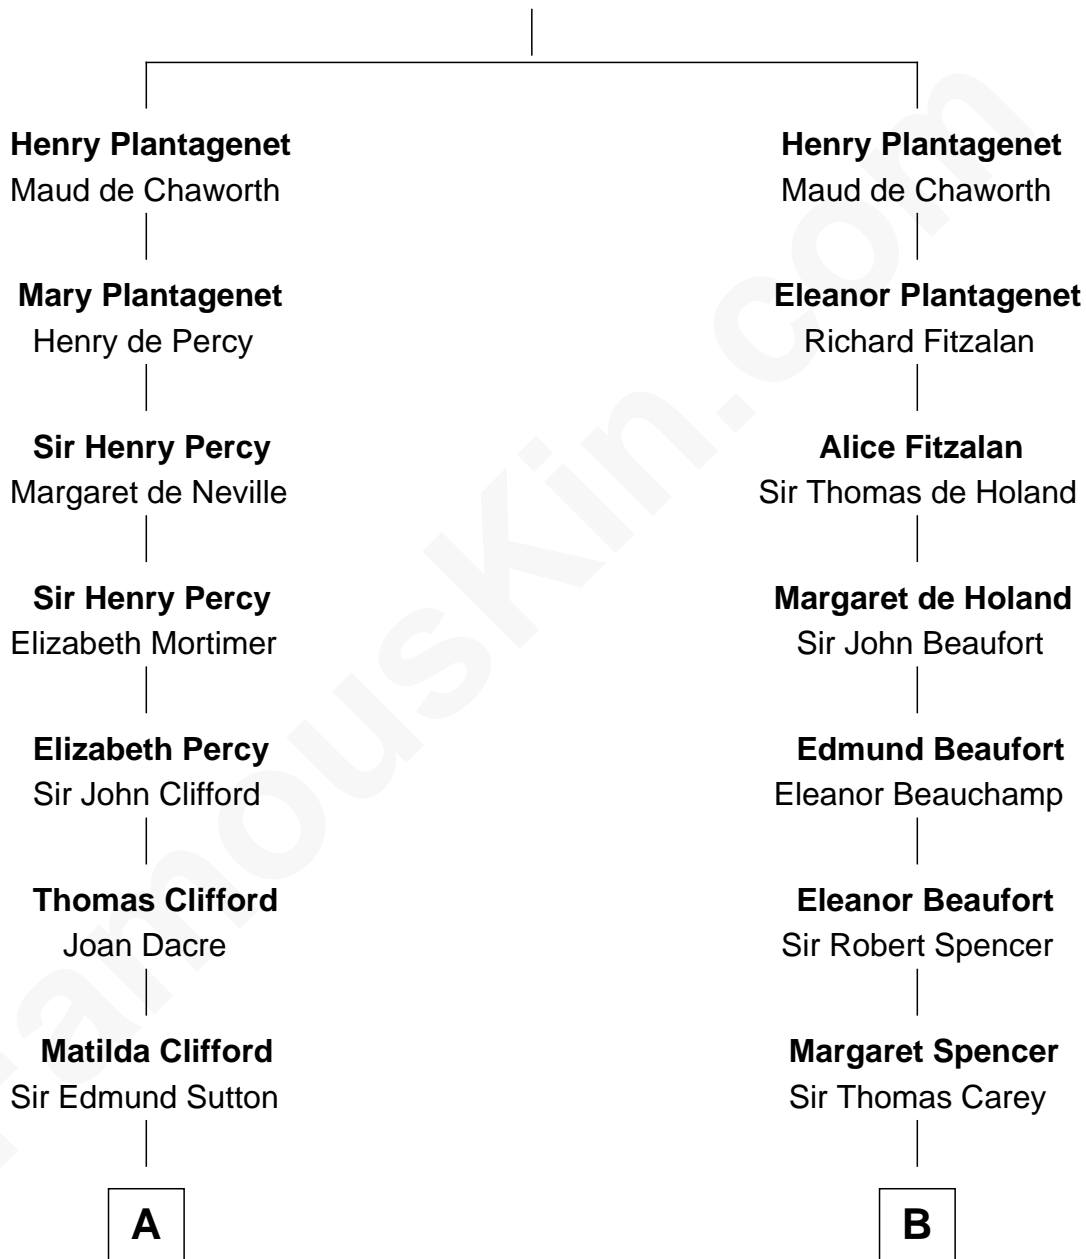 Henry Plantagenet
Maud de Chaworth
Mary Plantagenet
Henry de Percy
Sir Henry Percy
Margaret de Neville
Sir Henry Percy
Elizabeth Mortimer
Elizabeth Percy
Sir John Clifford
Thomas Clifford
Joan Dacre
Matilda Clifford
Sir Edmund Sutton
A
Henry Plantagenet
Maud de Chaworth
Eleanor Plantagenet
Richard Fitzalan
Alice Fitzalan
Sir Thomas de Holand
Margaret de Holand
Sir John Beaufort
Edmund Beaufort
Eleanor Beauchamp
Eleanor Beaufort
Sir Robert Spencer
Margaret Spencer
Sir Thomas Carey
B
FamousKin.com